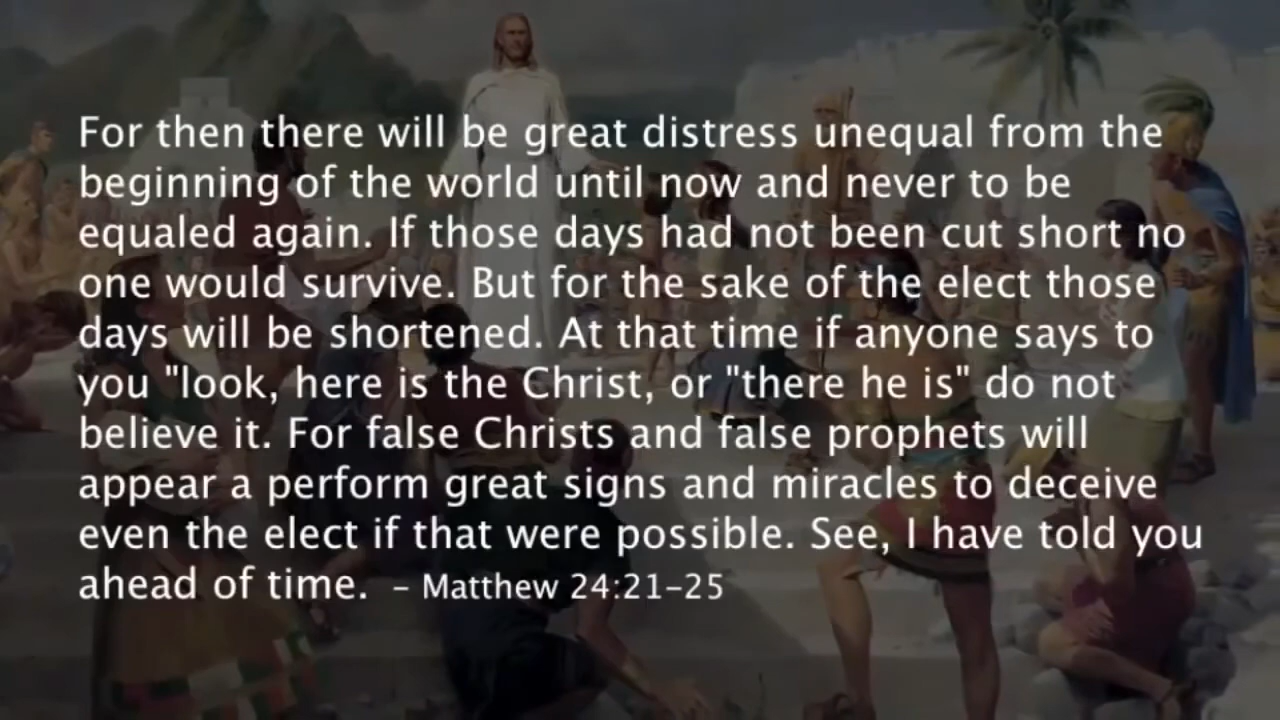 For then there will be great distress unequal from the
beginning of the world until now and never to be
equaled again. If those days had not been cut short no
one would survive. But for the sake of the elect those
days will be shortened. At that time if anyone says to
you "look, here is the Christ, or "there he is" do not
believe it. For false Christs and false prophets will
appear a perform great signs and miracles to deceive
even the elect if that were possible. See, I have told you
ahead of time. – Matthew 24:21–25